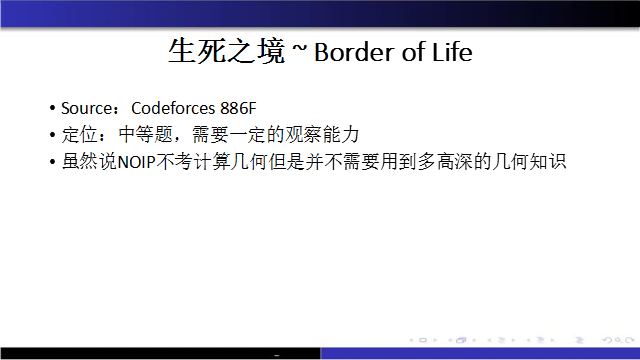 生死之境 ~ Border of Life
• Source：Codeforces 886F
• 定位：中等题，需要一定的观察能力
• 虽然说NOIP不考计算几何但是并不需要用到多高深的几何知识